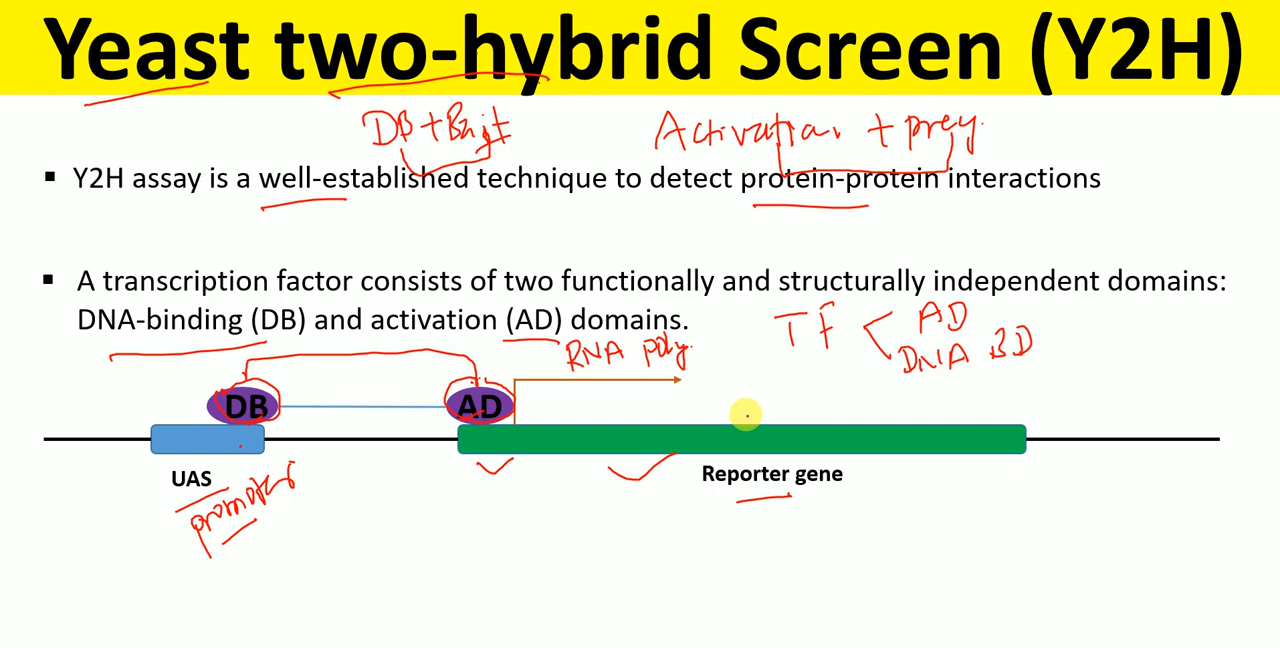 Yeast two-hybrid Screen (Y2H)
DB + Bait
Activation + prey.
▪ Y2H assay is a well-established technique to detect protein-protein interactions
▪ A transcription factor consists of two functionally and structurally independent domains:
DNA-binding (DB) and activation (AD) domains.
TF < AD
DNA BD
RNA poly.
DB
AD
UAS
Reporter gene
promoter